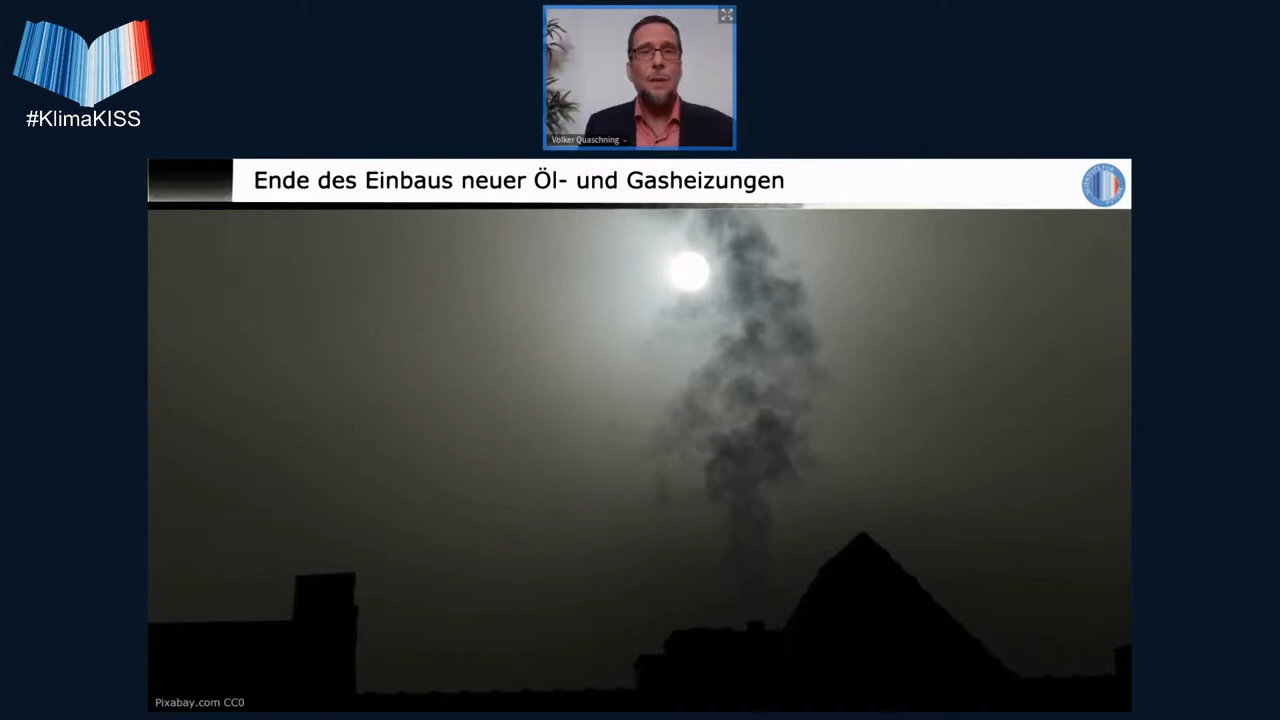 #KlimaKISS
Volker Quaschning
Ende des Einbaus neuer Öl- und Gasheizungen
Pixabay.com CC0